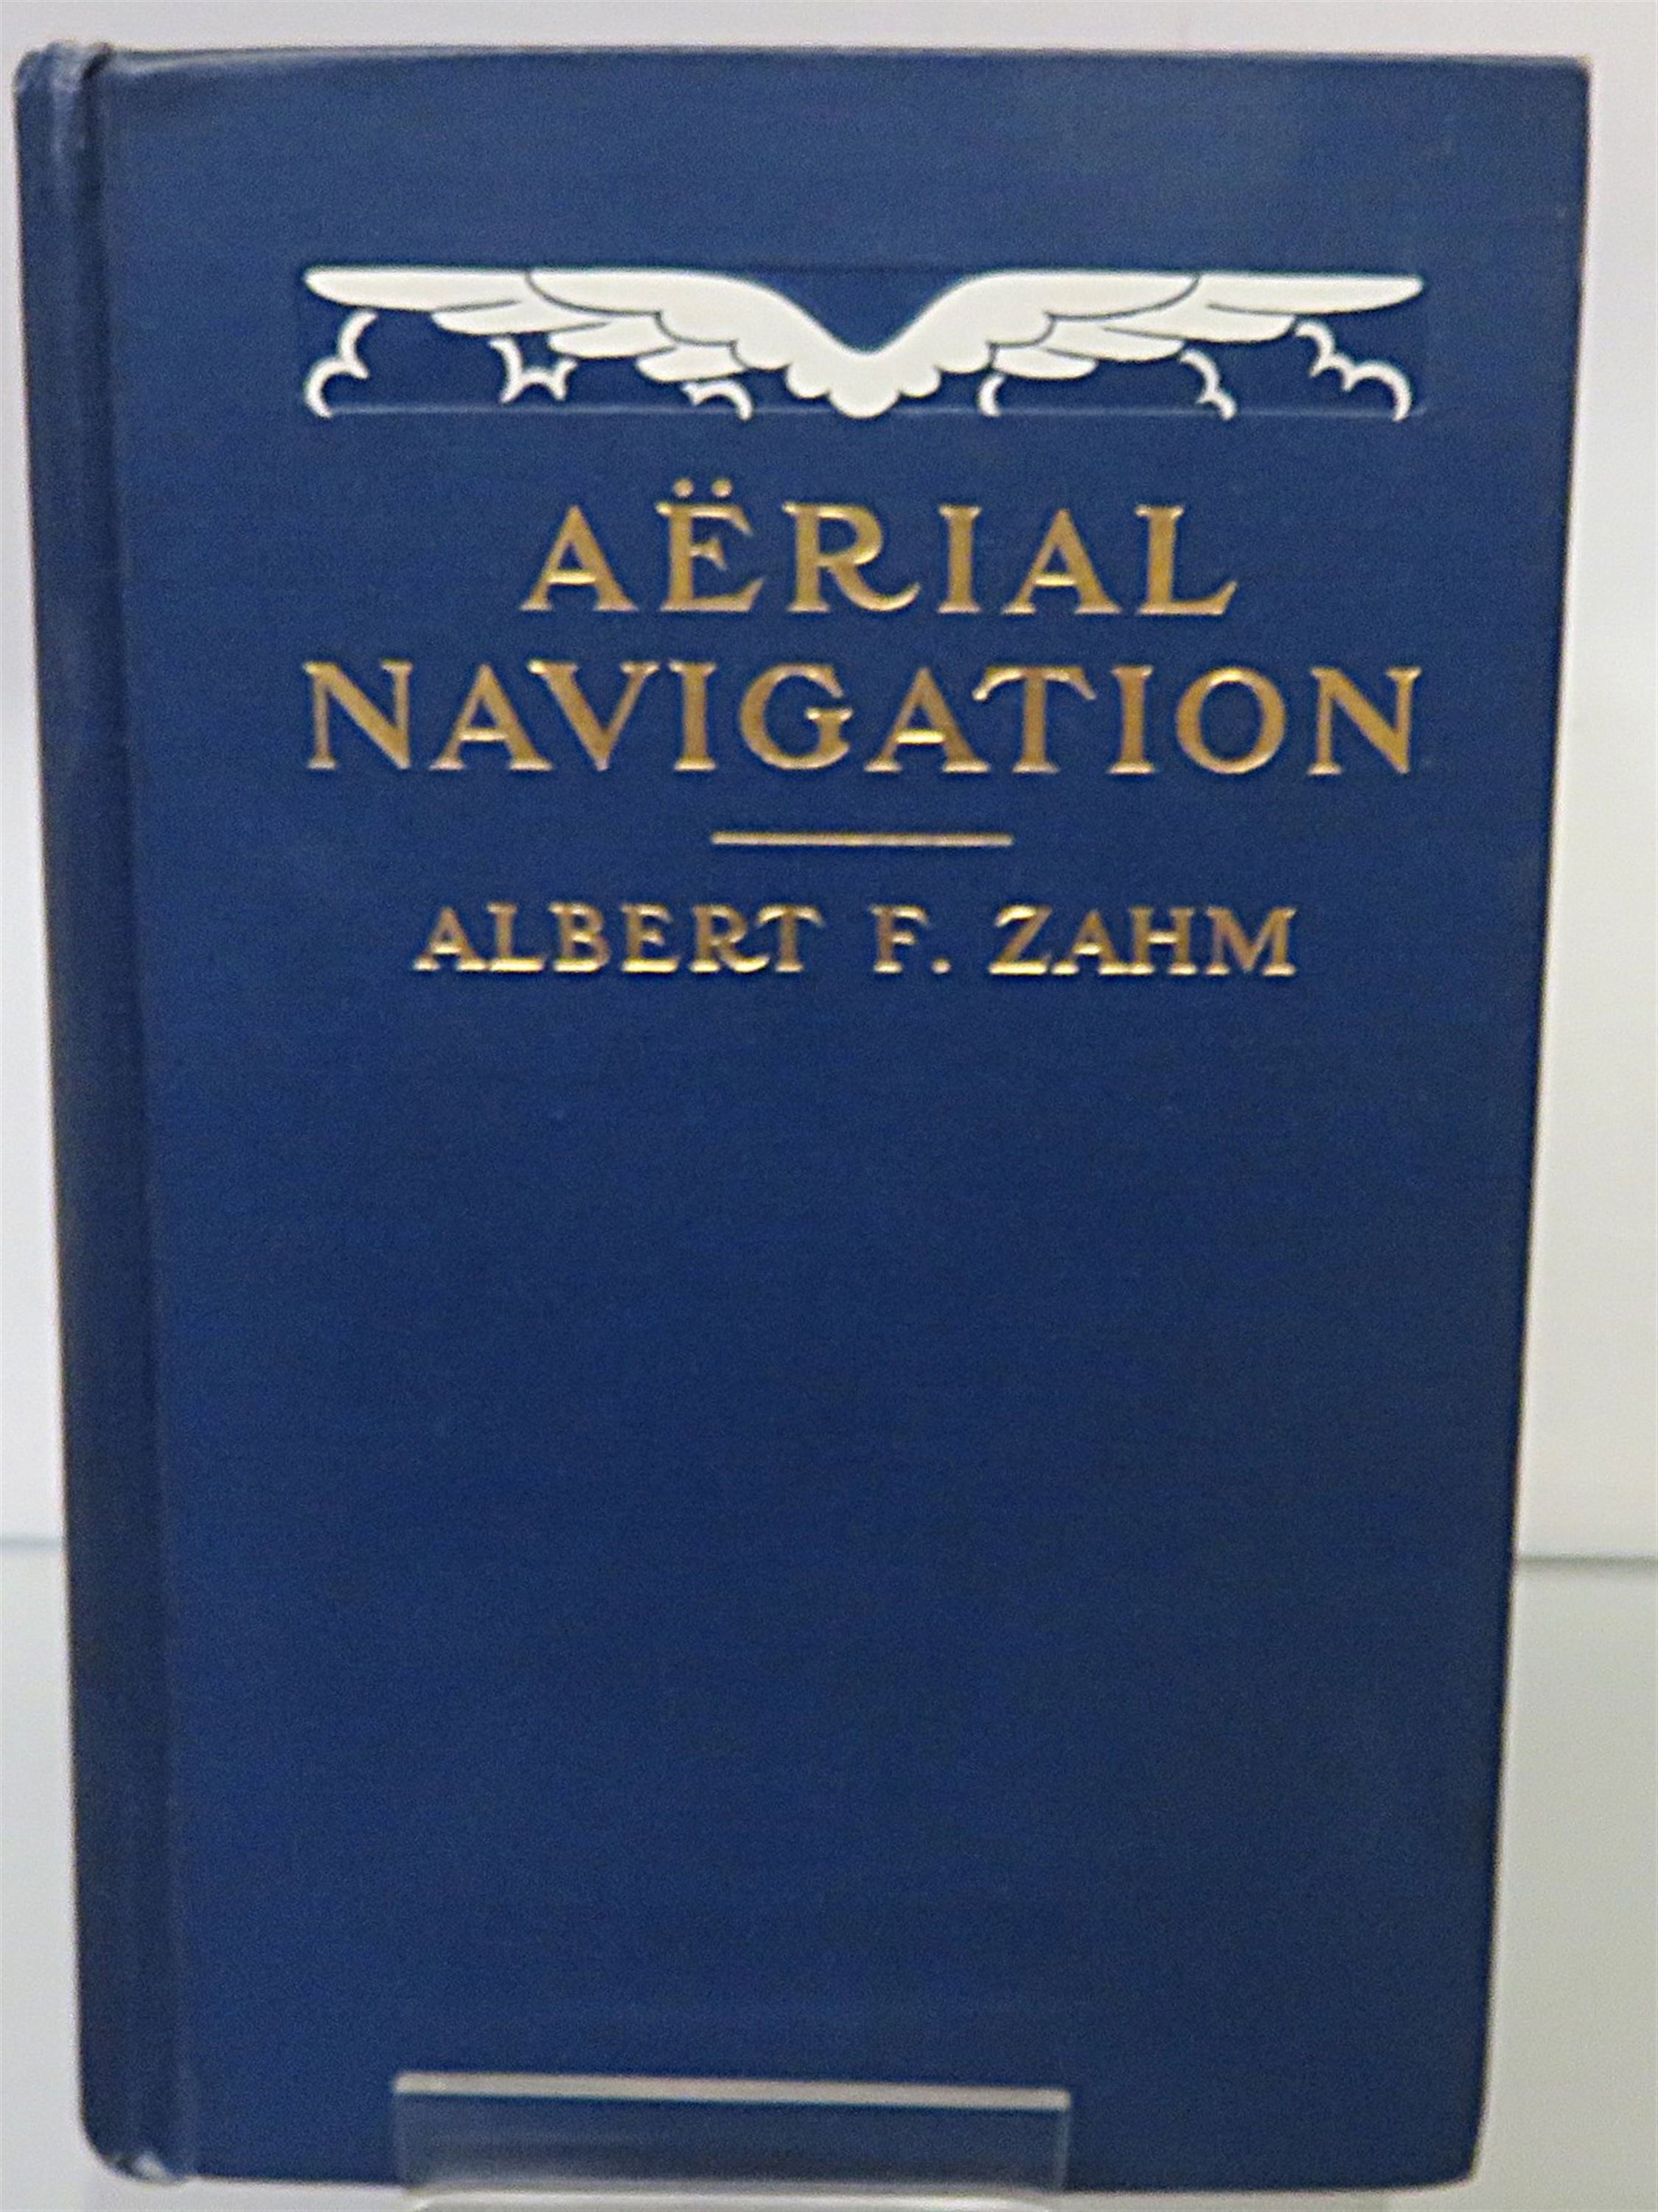 AËRIAL
NAVIGATION
ALBERT F. ZAHM